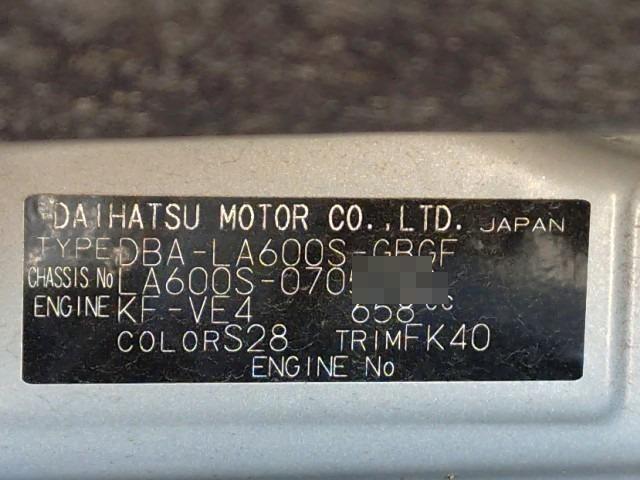 DAIHATSU MOTOR CO.,LTD. JAPAN
TYPE DBA-LA600S-GBGF
CHASSIS No LA600S-070
ENGINE KF-VE4 658 cc
COLOR S28 TRIM FK40
ENGINE No